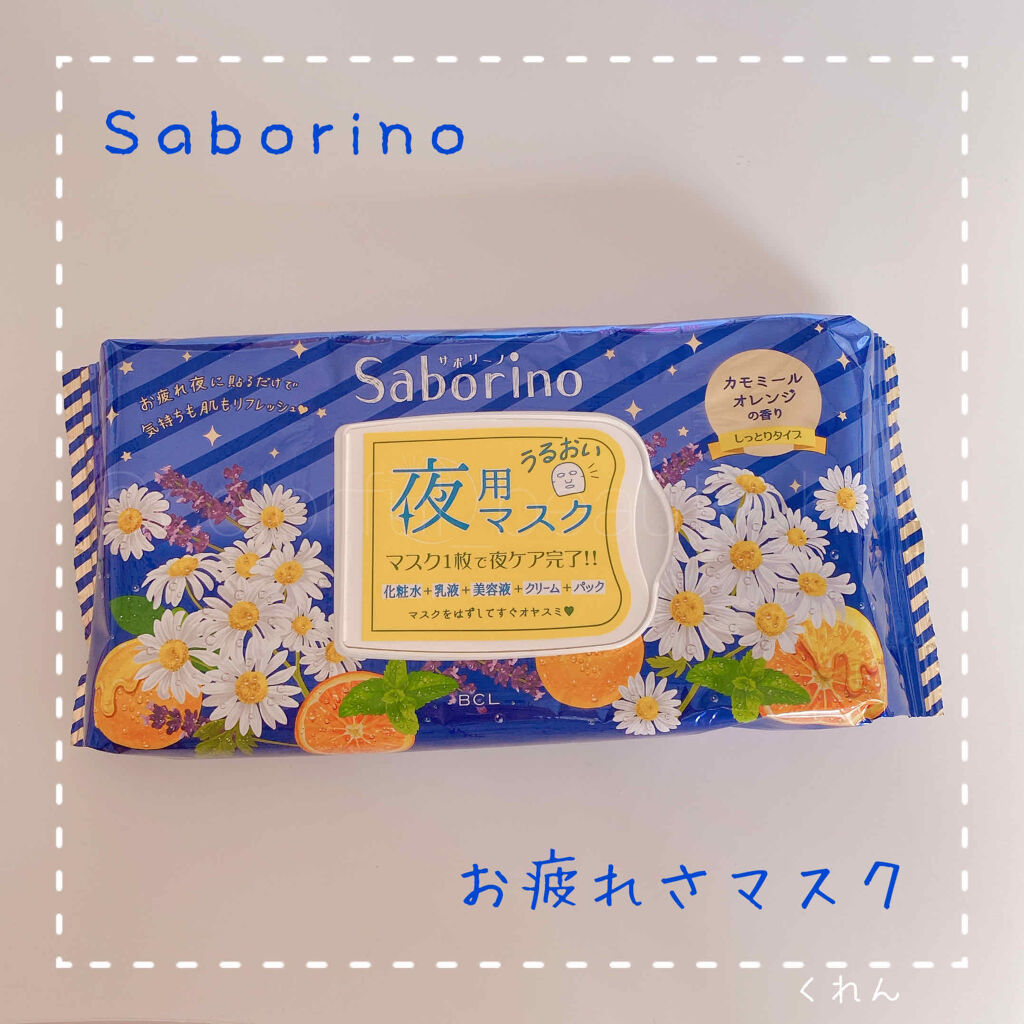 Saborino
お疲れ夜に貼るだけで
気持ちも肌もリフレッシュ♥
サボリーノ
Saborino
カモミール
オレンジ
の香り
しっとりタイプ
うるおい
夜用
マスク
マスク1枚で夜ケア完了!!
化粧水+乳液+美容液+クリーム+パック
マスクをはずしてすぐオヤスミ♥
BCL
お疲れさマスク
くれん